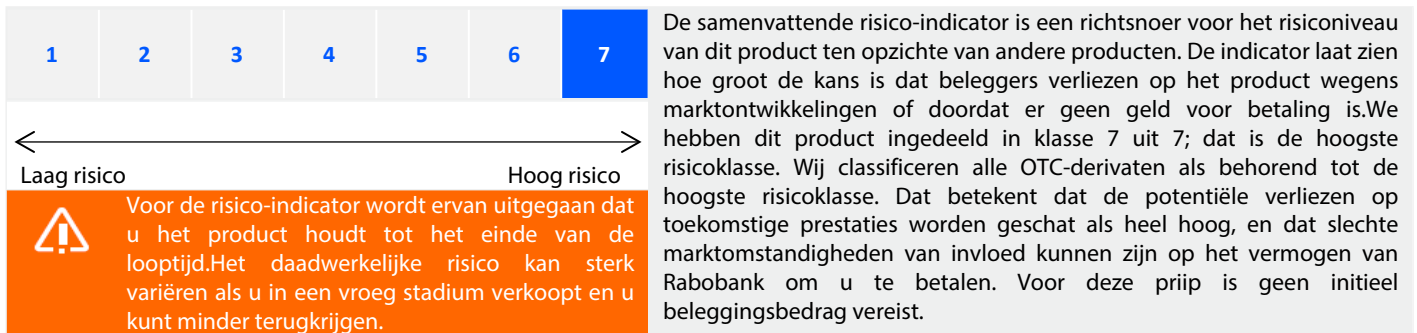 1 2 3 4 5 6 7
Laag risico Hoog risico
Voor de risico-indicator wordt ervan uitgegaan dat
u het product houdt tot het einde van de
looptijd.Het daadwerkelijke risico kan sterk
variëren als u in een vroeg stadium verkoopt en u
kunt minder terugkrijgen.
De samenvattende risico-indicator is een richtsnoer voor het risiconiveau
van dit product ten opzichte van andere producten. De indicator laat zien
hoe groot de kans is dat beleggers verliezen op het product wegens
marktontwikkelingen of doordat er geen geld voor betaling is.We
hebben dit product ingedeeld in klasse 7 uit 7; dat is de hoogste
risicoklasse. Wij classificeren alle OTC-derivaten als behorend tot de
hoogste risicoklasse. Dat betekent dat de potentiële verliezen op
toekomstige prestaties worden geschat als heel hoog, en dat slechte
marktomstandigheden van invloed kunnen zijn op het vermogen van
Rabobank om u te betalen. Voor deze priip is geen initieel
beleggingsbedrag vereist.